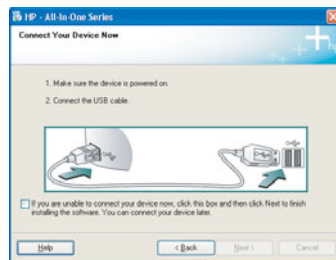 HP - All-In-One Series
Connect Your Device Now
1. Make sure the device is powered on.
2. Connect the USB cable.
If you are unable to connect your device now, click this box and then click Next to finish
installing the software. You can connect your device later.
Help
< Back
Next >
Cancel